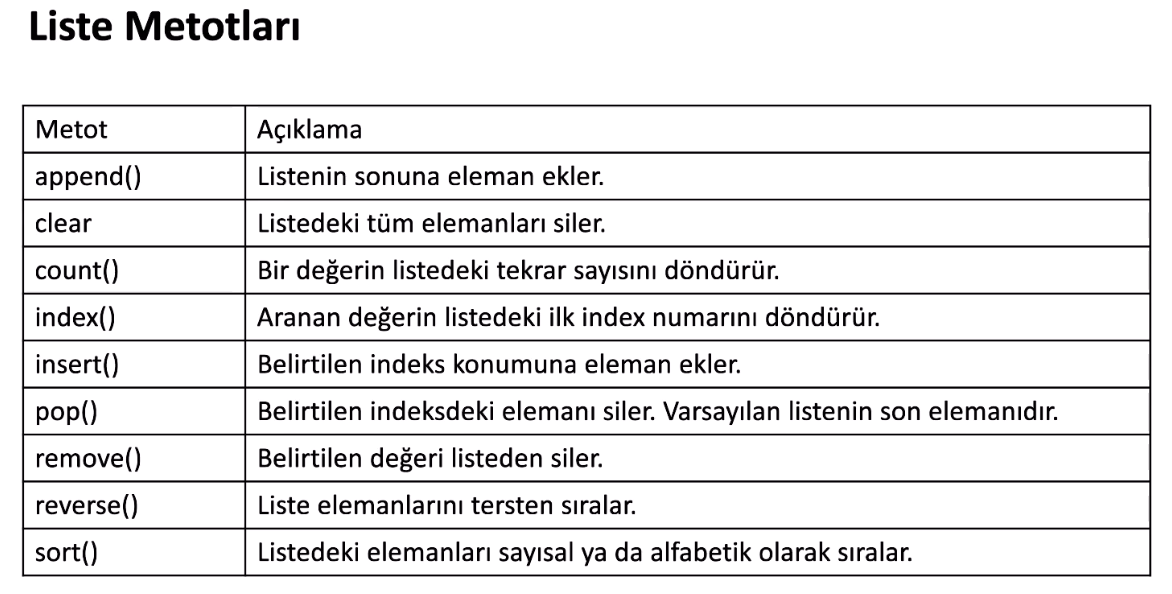 Liste Metotları
Metot Açıklama
append() Listenin sonuna eleman ekler.
clear Listedeki tüm elemanları siler.
count() Bir değerin listedeki tekrar sayısını döndürür.
index() Aranan değerin listedeki ilk index numarını döndürür.
insert() Belirtilen indeks konumuna eleman ekler.
pop() Belirtilen indeksdeki elemanı siler. Varsayılan listenin son elemanıdır.
remove() Belirtilen değeri listeden siler.
reverse() Liste elemanlarını tersten sıralar.
sort() Listedeki elemanları sayısal ya da alfabetik olarak sıralar.